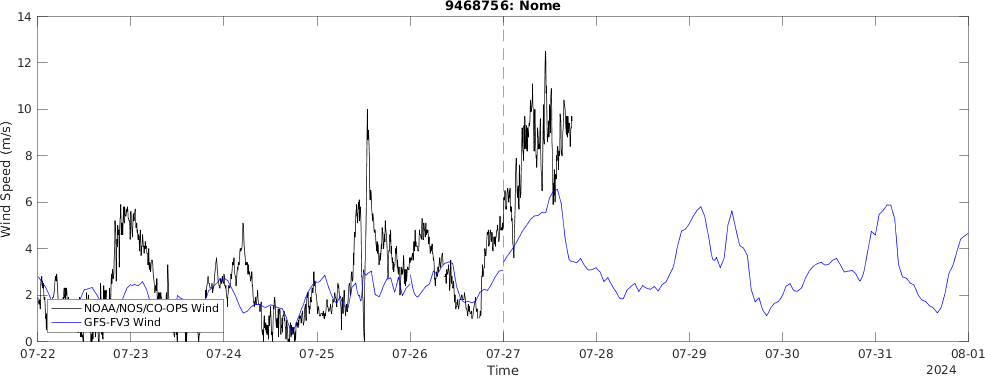 9468756: Nome
14
12
10
8
6
4
2
0
Wind Speed (m/s)
NOAA/NOS/CO-OPS Wind
GFS-FV3 Wind
07-22 07-23 07-24 07-25 07-26 07-27 07-28 07-29 07-30 07-31 08-01
Time
2024